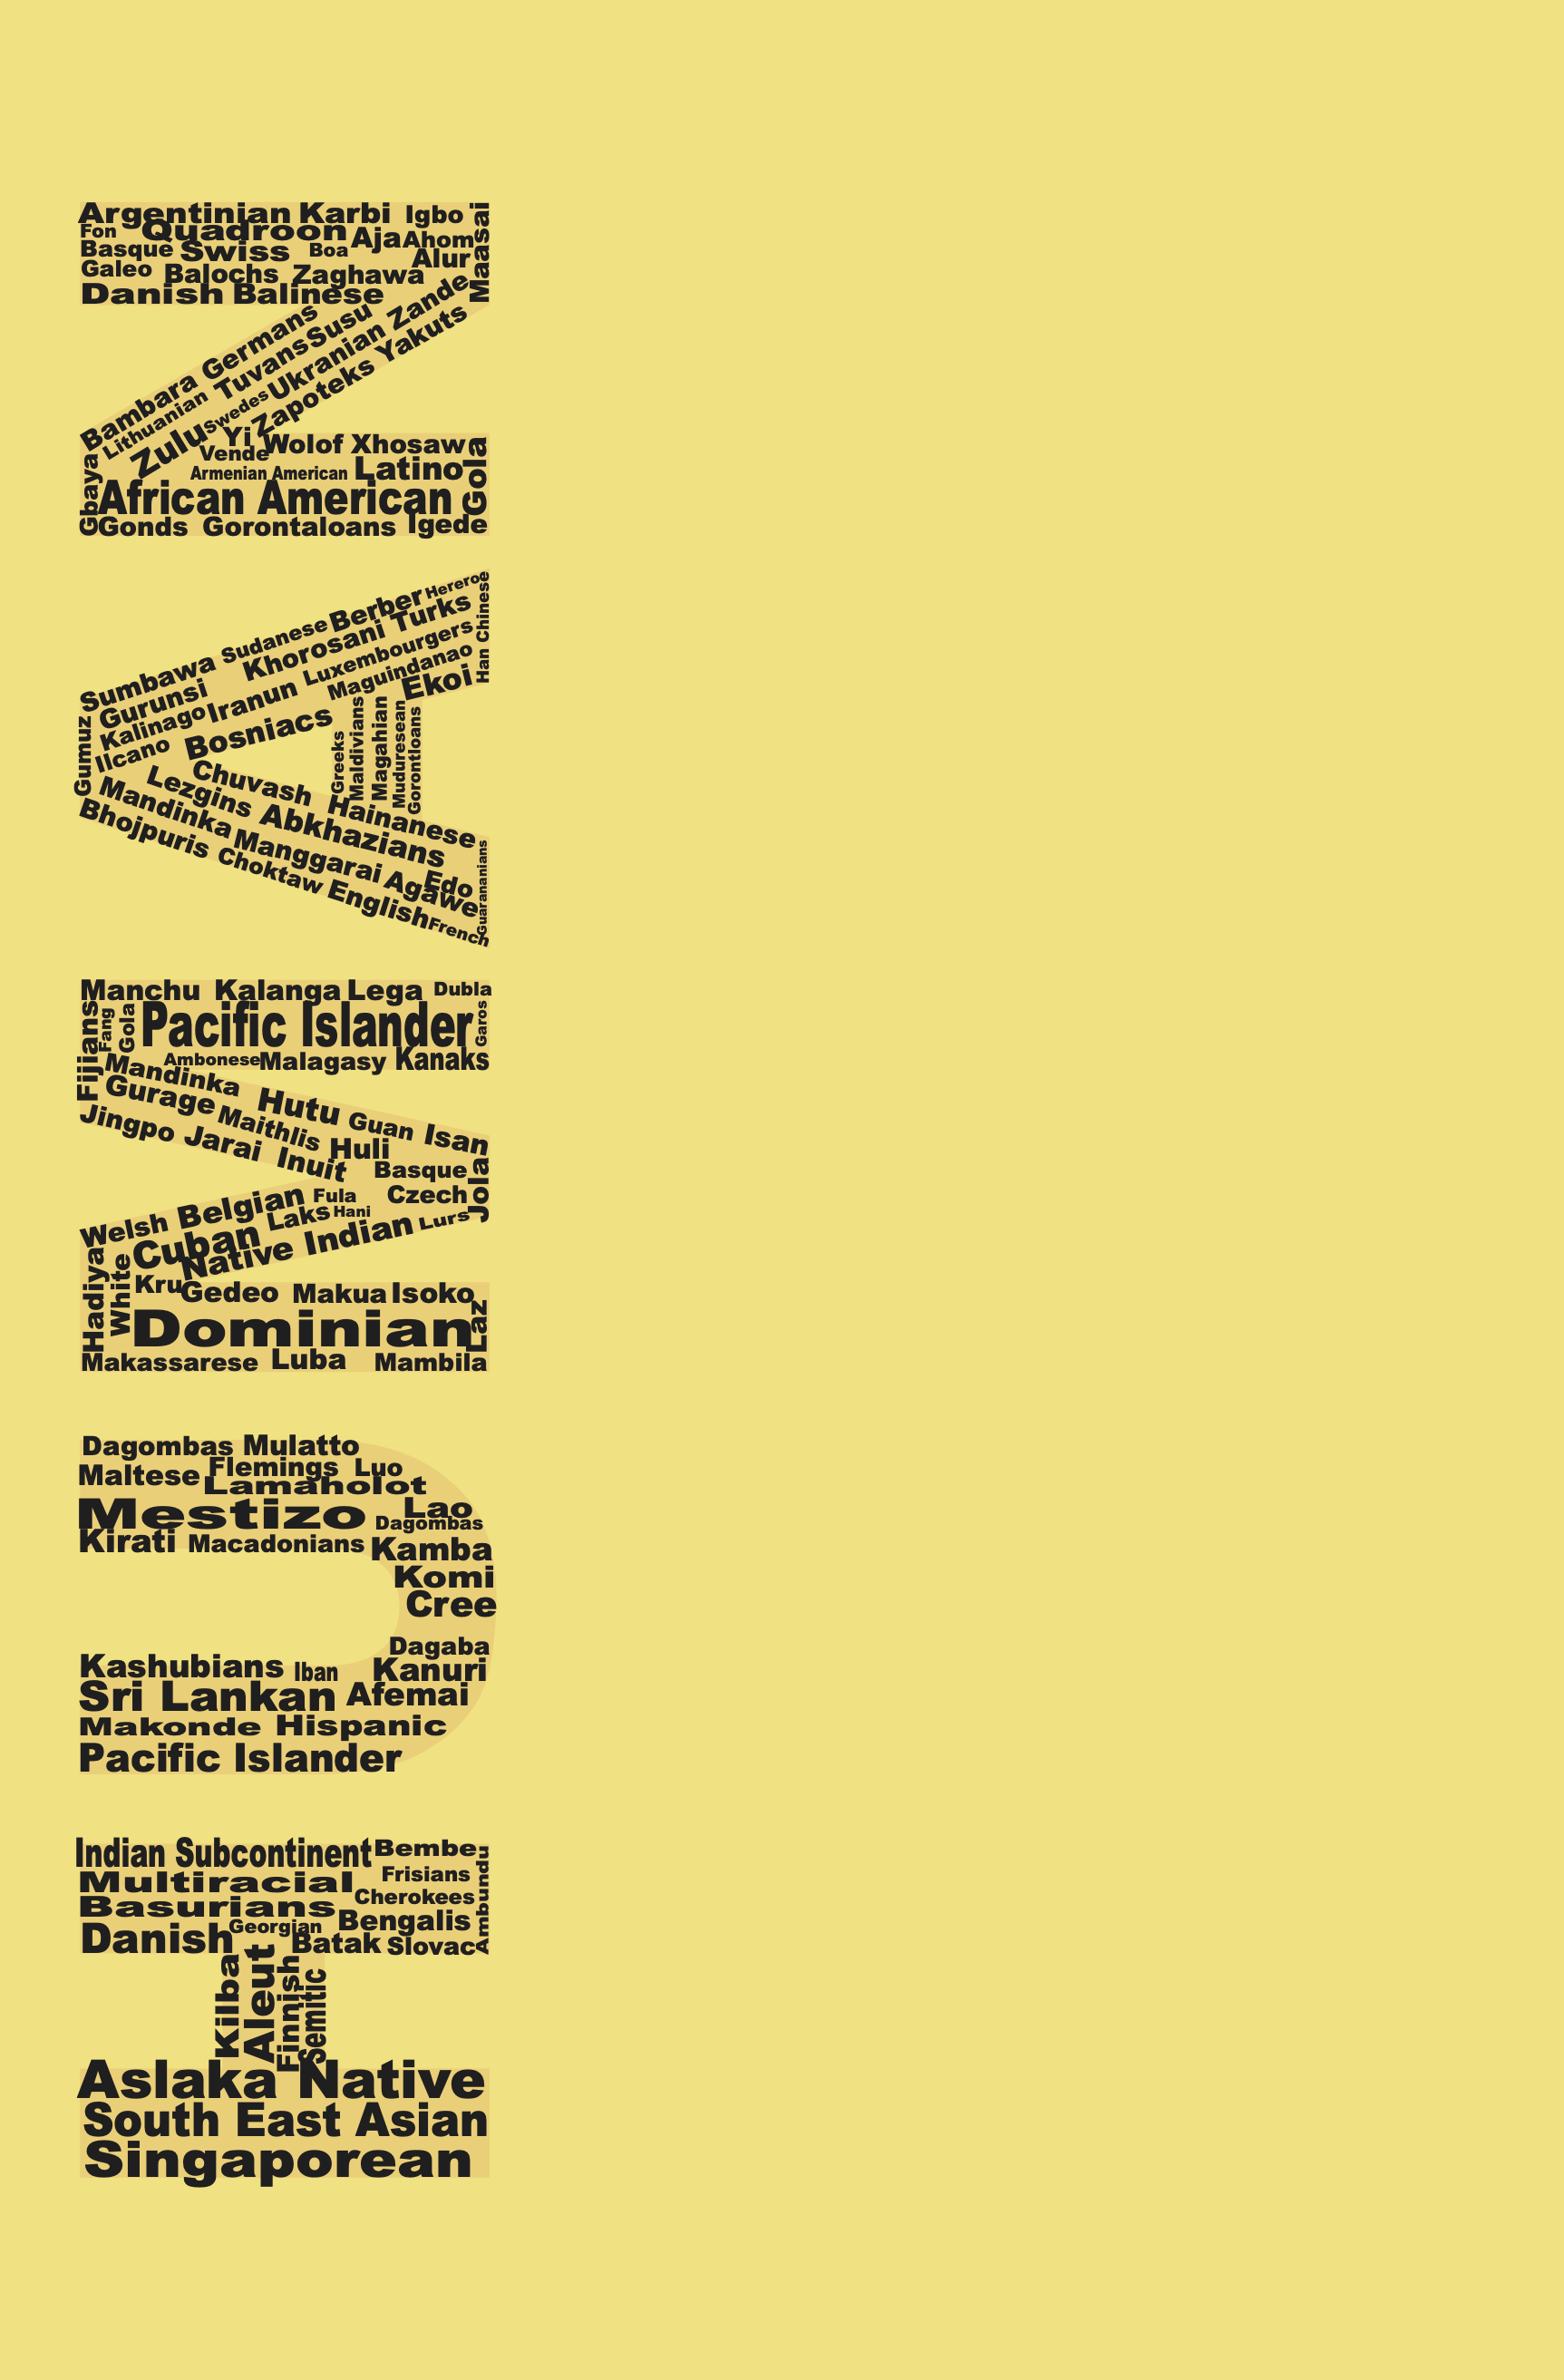 Argentinian Karbi Igbo Maasai
Fon Quadroon Aja Ahom
Basque Swiss Boa Alur
Galeo Balochs Zaghawa
Danish Balinese
Bambara Germans
Lithuanian Tuvans Susu
Zulu Swedes Ukranian Zande
Zapoteks Yakuts
Yi Wolof Xhosaw
Vende
Armenian American Latino Gola
Gbaya African American
Gonds Gorontaloans Igede
Sumbawa Sudanese Berber Hereroe
Gurunsi Khorosani Turks
Kalinago Iranun Luxembourgers
Ilcano Maguindanao
Bosniacs Ekoi
Han Chinese
Gumuz
Greeks
Maldivians
Magahian
Muduresean
Gorontloans
Chuvash Hainanese
Lezgins Abkhazians
Mandinka Manggarai Edo
Agawe
Bhojpuris Choktaw English French
Guarananians
Manchu Kalanga Lega Dubla
Fijians Fang Gola Pacific Islander Garos
Ambonese Malagasy Kanaks
Mandinka Hutu Guan Isan
Gurage Maithlis Huli
Jingpo Jarai Inuit Basque
Jola
Welsh Belgian Fula Czech
Cuban Laks Hani
Native Indian Lurs
Hadiya White Kru Gedeo Makua Isoko
Dominian Laz
Makassarese Luba Mambila
Dagombas Mulatto
Maltese Flemings Luo
Lamaholot
Mestizo Lao
Dagombas
Kirati Macadonians Kamba
Komi
Cree
Dagaba
Kashubians Iban Kanuri
Sri Lankan Afemai
Makonde Hispanic
Pacific Islander
Indian Subcontinent Bembe
Multiracial Frisians Ambundu
Basurians Cherokees
Danish Georgian Bengalis
Batak Slovac
Kilba
Aleut
Finnish
Semitic
Aslaka Native
South East Asian
Singaporean